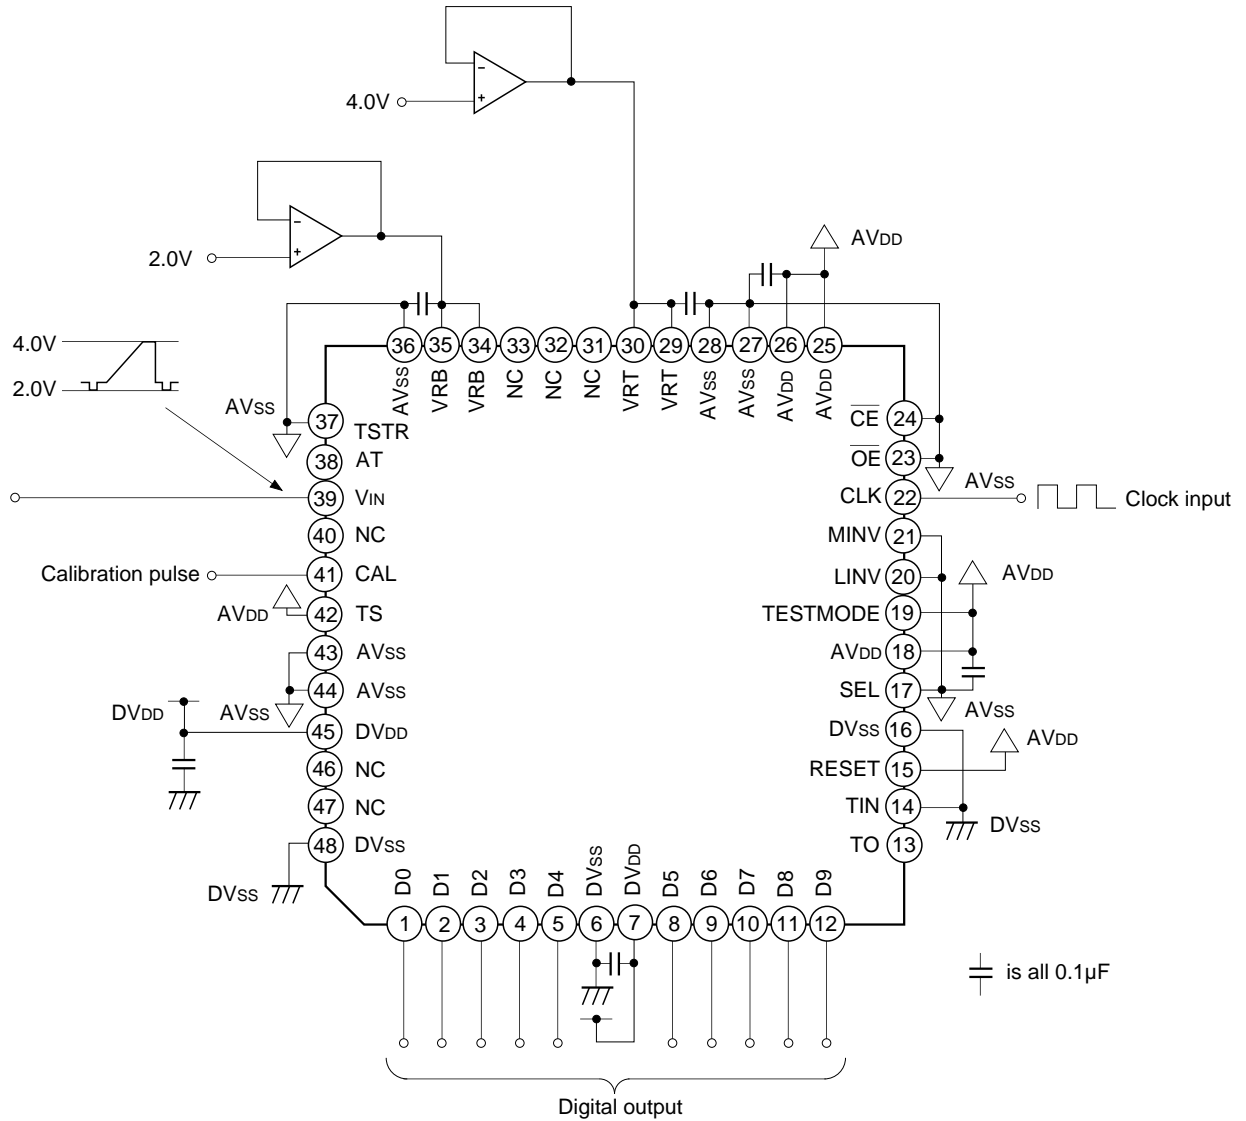 4.0V
−
+
2.0V
−
+
AVDD
4.0V
2.0V
36 35 34 33 32 31 30 29 28 27 26 25
AVSS VRB VRB NC NC NC VRT VRT AVSS AVSS AVDD AVDD
AVSS
37 TSTR
38 AT
39 VIN
40 NC
Calibration pulse 41 CAL
AVDD 42 TS
43 AVSS
44 AVSS
AVSS
DVDD
45 DVDD
46 NC
47 NC
48 DVSS
DVSS
CE 24
OE 23
AVSS
CLK 22 Clock input
MINV 21
LINV 20
AVDD
TESTMODE 19
AVDD 18
SEL 17
AVSS
DVSS 16
AVDD
RESET 15
TIN 14
DVSS
TO 13
D0 D1 D2 D3 D4 DVSS DVDD D5 D6 D7 D8 D9
1 2 3 4 5 6 7 8 9 10 11 12
is all 0.1µF
Digital output